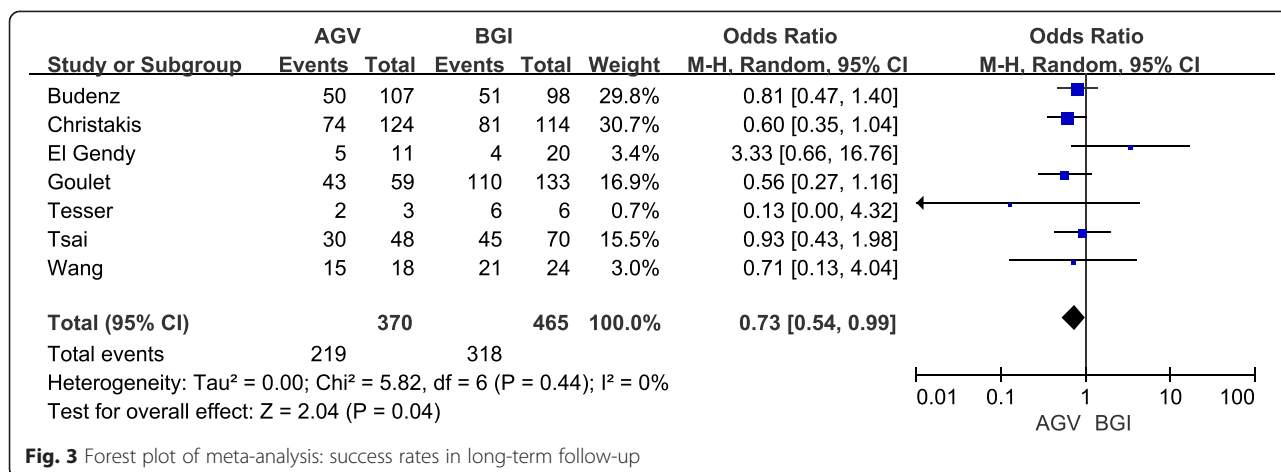 AGV BGI Odds Ratio Odds Ratio
Study or Subgroup Events Total Events Total Weight M-H, Random, 95% CI M-H, Random, 95% CI
Budenz 50 107 51 98 29.8% 0.81 [0.47, 1.40]
Christakis 74 124 81 114 30.7% 0.60 [0.35, 1.04]
El Gendy 5 11 4 20 3.4% 3.33 [0.66, 16.76]
Goulet 43 59 110 133 16.9% 0.56 [0.27, 1.16]
Tesser 2 3 6 6 0.7% 0.13 [0.00, 4.32]
Tsai 30 48 45 70 15.5% 0.93 [0.43, 1.98]
Wang 15 18 21 24 3.0% 0.71 [0.13, 4.04]
Total (95% CI) 370 465 100.0% 0.73 [0.54, 0.99]
Total events 219 318
Heterogeneity: Tau² = 0.00; Chi² = 5.82, df = 6 (P = 0.44); I² = 0%
Test for overall effect: Z = 2.04 (P = 0.04)
0.01 0.1 1 10 100
AGV BGI
Fig. 3 Forest plot of meta-analysis: success rates in long-term follow-up